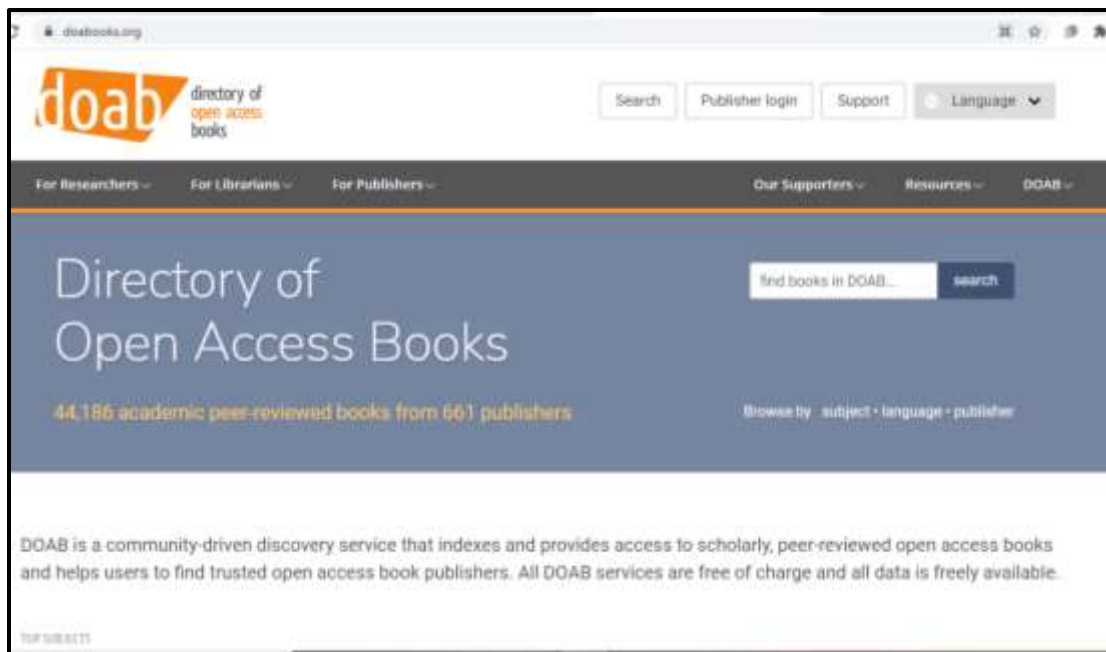 doabooks.org
doab
directory of
open access
books
Search
Publisher login
Support
Language
For Researchers
For Librarians
For Publishers
Our Supporters
Resources
DOAB
Directory of
Open Access Books
find books in DOAB...
search
44,186 academic peer-reviewed books from 661 publishers
Browse by subject • language • publisher
DOAB is a community-driven discovery service that indexes and provides access to scholarly, peer-reviewed open access books
and helps users to find trusted open access book publishers. All DOAB services are free of charge and all data is freely available.
TOP SUBJECTS